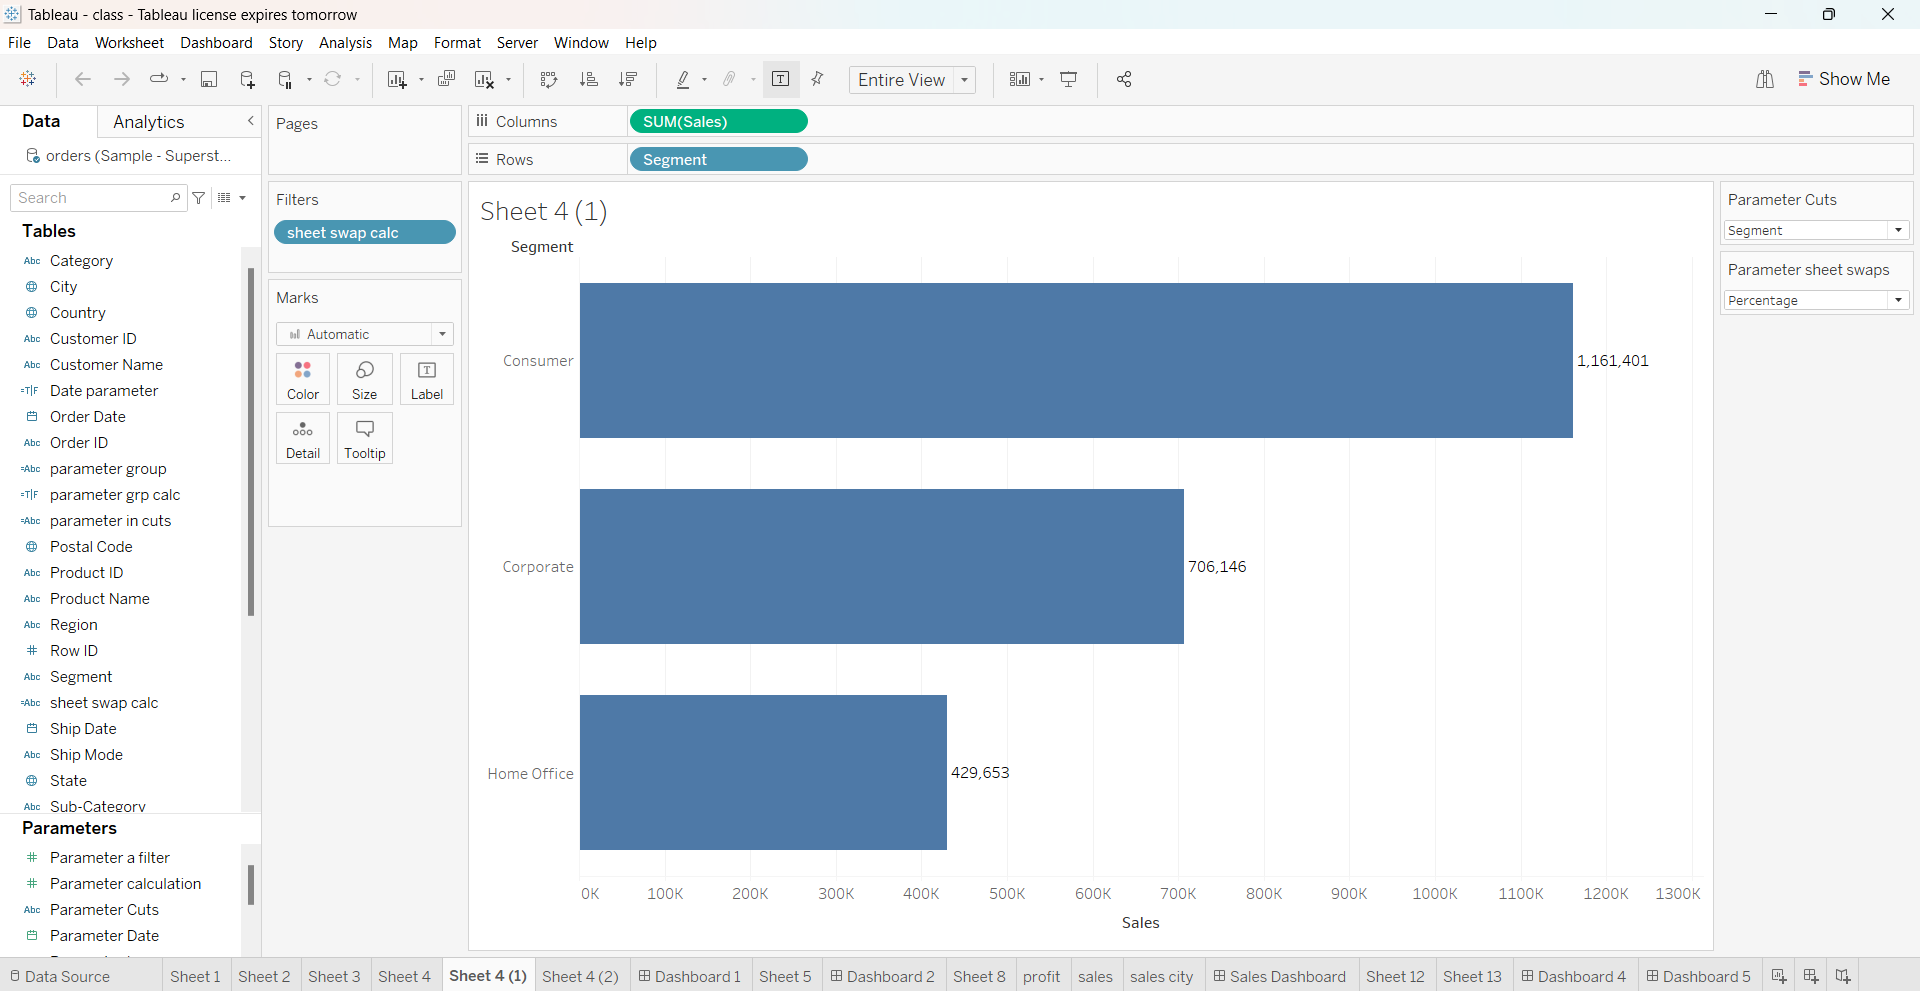 Tableau - class - Tableau license expires tomorrow
File Data Worksheet Dashboard Story Analysis Map Format Server Window Help
Entire View
Show Me
Data Analytics
orders (Sample - Superst...
Search
Tables
Abc Category
City
Country
Abc Customer ID
Abc Customer Name
=T|F Date parameter
Order Date
Abc Order ID
=Abc parameter group
=T|F parameter grp calc
=Abc parameter in cuts
Postal Code
Abc Product ID
Abc Product Name
Abc Region
# Row ID
Abc Segment
=Abc sheet swap calc
Ship Date
Abc Ship Mode
State
Abc Sub-Category
Parameters
# Parameter a filter
# Parameter calculation
Abc Parameter Cuts
Parameter Date
Pages
Filters
sheet swap calc
Marks
Automatic
Color Size Label
Detail Tooltip
Columns SUM(Sales)
Rows Segment
Sheet 4 (1)
Segment
Consumer 1,161,401
Corporate 706,146
Home Office 429,653
0K 100K 200K 300K 400K 500K 600K 700K 800K 900K 1000K 1100K 1200K 1300K
Sales
Parameter Cuts
Segment
Parameter sheet swaps
Percentage
Data Source Sheet 1 Sheet 2 Sheet 3 Sheet 4 Sheet 4 (1) Sheet 4 (2) Dashboard 1 Sheet 5 Dashboard 2 Sheet 8 profit sales sales city Sales Dashboard Sheet 12 Sheet 13 Dashboard 4 Dashboard 5